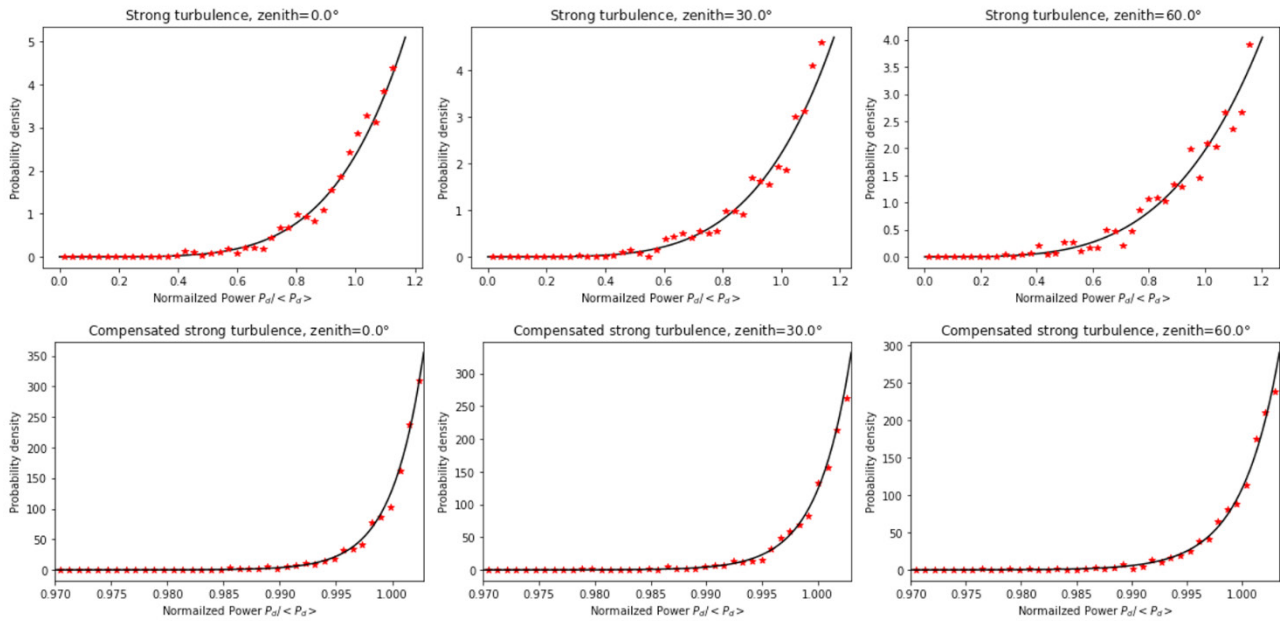 Strong turbulence, zenith=0.0°
5
4
3
2
1
0
Probability density
0.0 0.2 0.4 0.6 0.8 1.0 1.2
Normailzed Power P_d/<P_d>
Strong turbulence, zenith=30.0°
4
3
2
1
0
Probability density
0.0 0.2 0.4 0.6 0.8 1.0 1.2
Normailzed Power P_d/<P_d>
Strong turbulence, zenith=60.0°
4.0
3.5
3.0
2.5
2.0
1.5
1.0
0.5
0.0
Probability density
0.0 0.2 0.4 0.6 0.8 1.0 1.2
Normailzed Power P_d/<P_d>
Compensated strong turbulence, zenith=0.0°
350
300
250
200
150
100
50
0
Probability density
0.970 0.975 0.980 0.985 0.990 0.995 1.000
Normailzed Power P_d/<P_d>
Compensated strong turbulence, zenith=30.0°
300
250
200
150
100
50
0
Probability density
0.970 0.975 0.980 0.985 0.990 0.995 1.000
Normailzed Power P_d/<P_d>
Compensated strong turbulence, zenith=60.0°
300
250
200
150
100
50
0
Probability density
0.970 0.975 0.980 0.985 0.990 0.995 1.000
Normailzed Power P_d/<P_d>